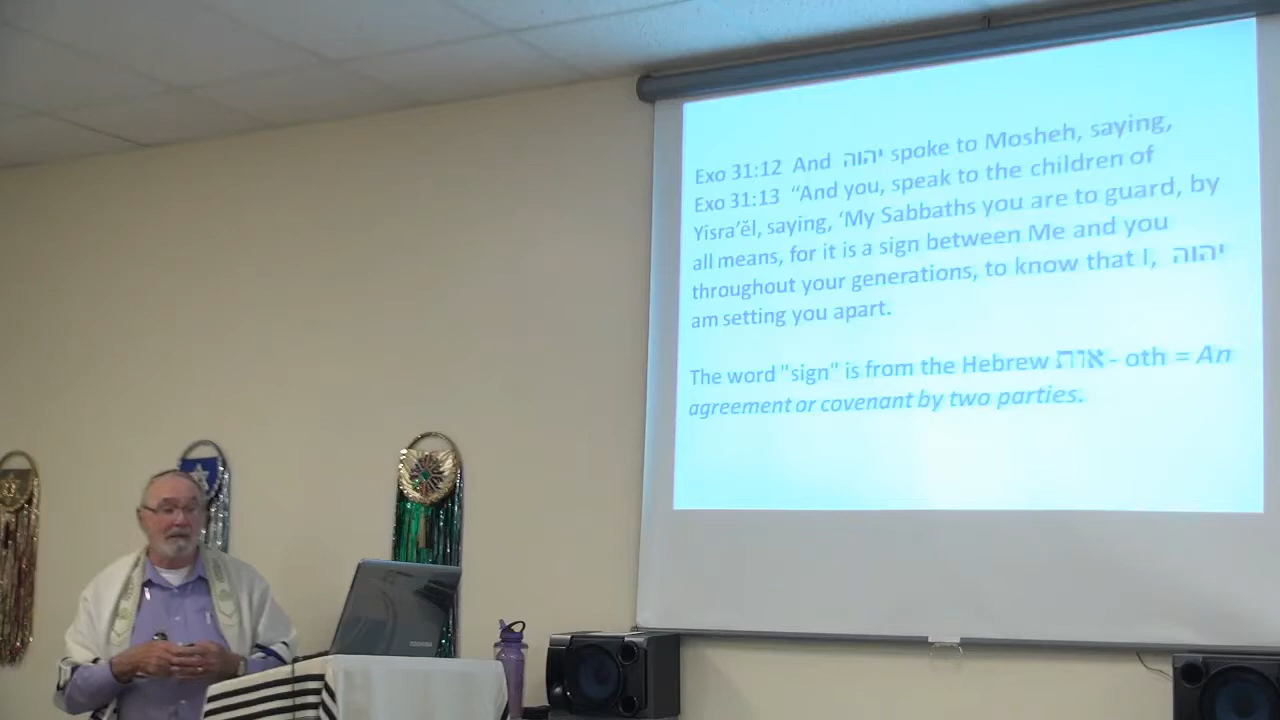 Exo 31:12 And יהוה spoke to Mosheh, saying,
Exo 31:13 “And you, speak to the children of
Yisra’ĕl, saying, ‘My Sabbaths you are to guard, by
all means, for it is a sign between Me and you
throughout your generations, to know that I, יהוה
am setting you apart.
The word "sign" is from the Hebrew אות - oth = An
agreement or covenant by two parties.
TOSHIBA